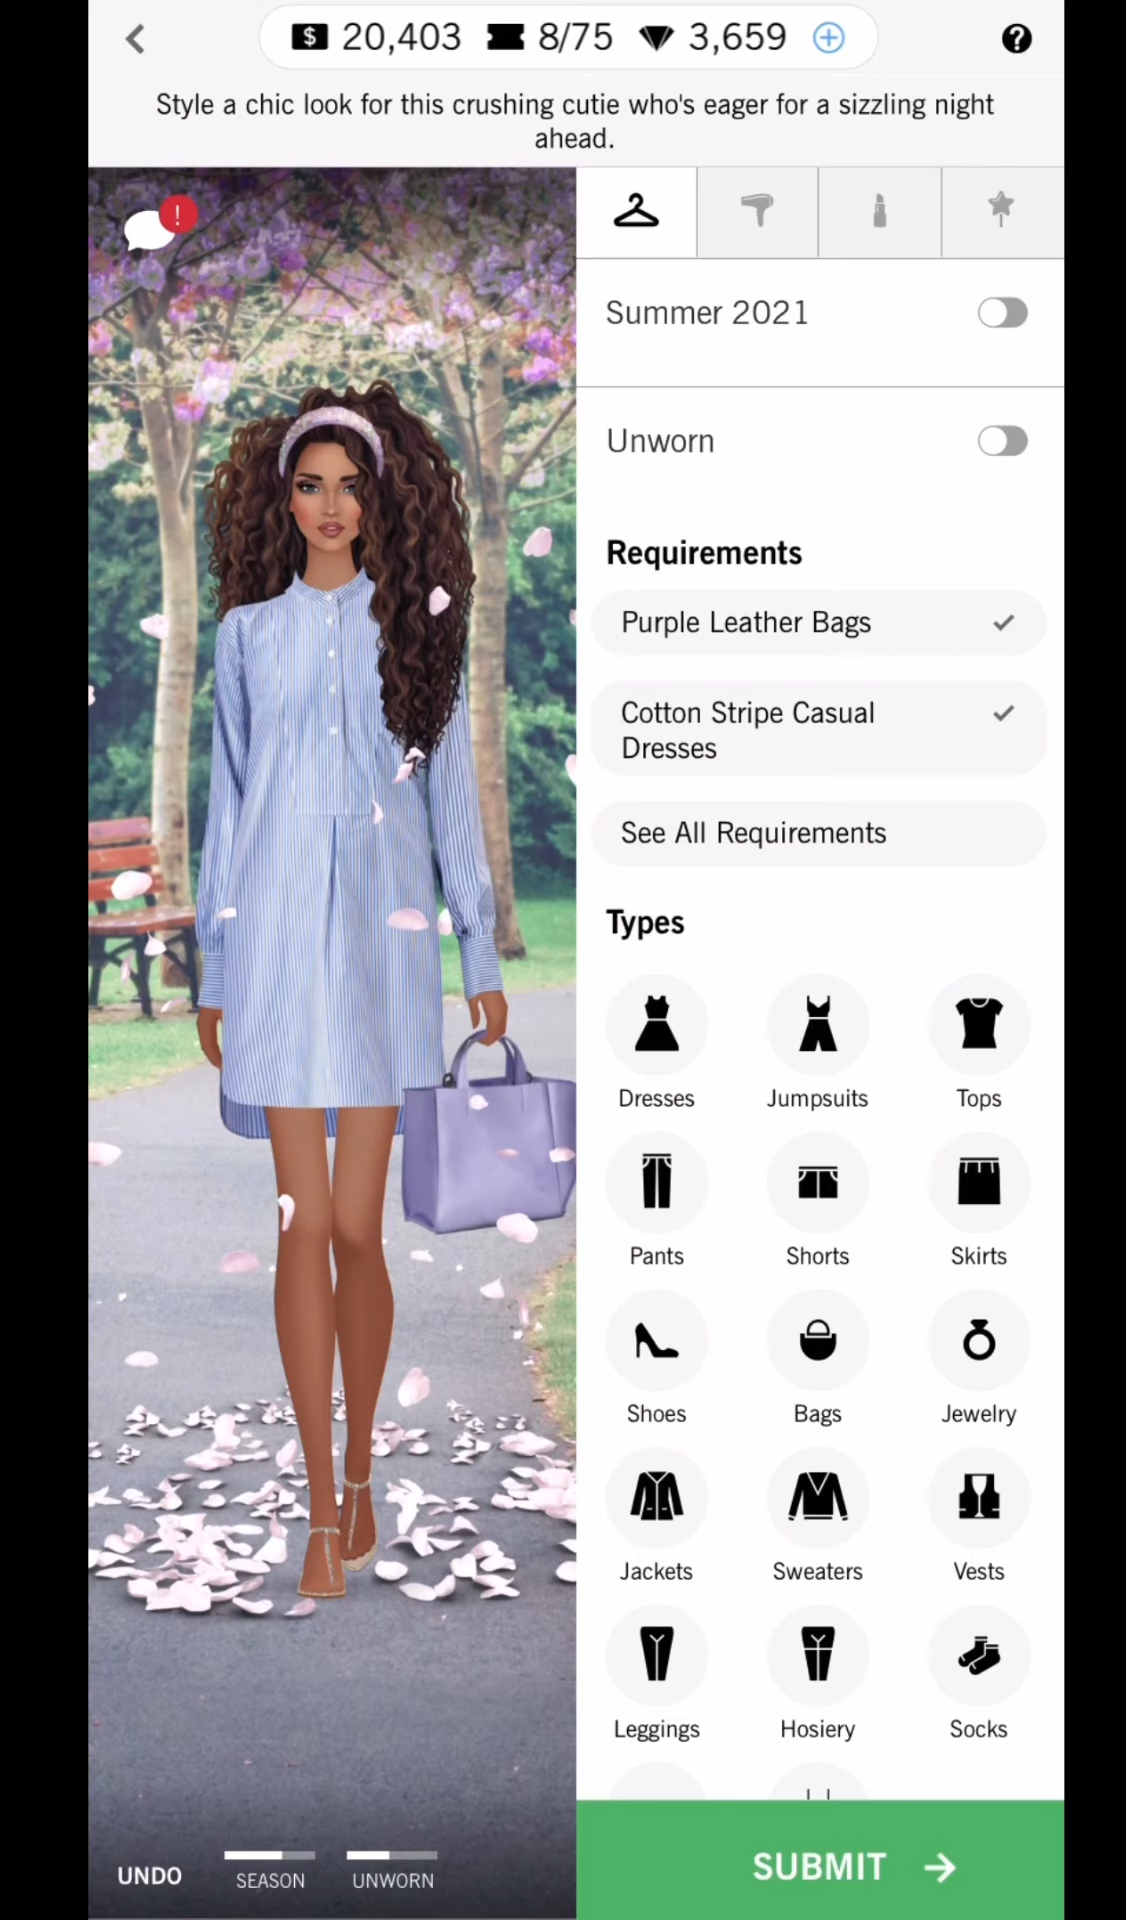 $ 20,403 8/75 3,659
Style a chic look for this crushing cutie who's eager for a sizzling night
ahead.
!
Summer 2021
Unworn
Requirements
Purple Leather Bags
Cotton Stripe Casual
Dresses
See All Requirements
Types
Dresses Jumpsuits Tops
Pants Shorts Skirts
Shoes Bags Jewelry
Jackets Sweaters Vests
Leggings Hosiery Socks
UNDO SEASON UNWORN
SUBMIT